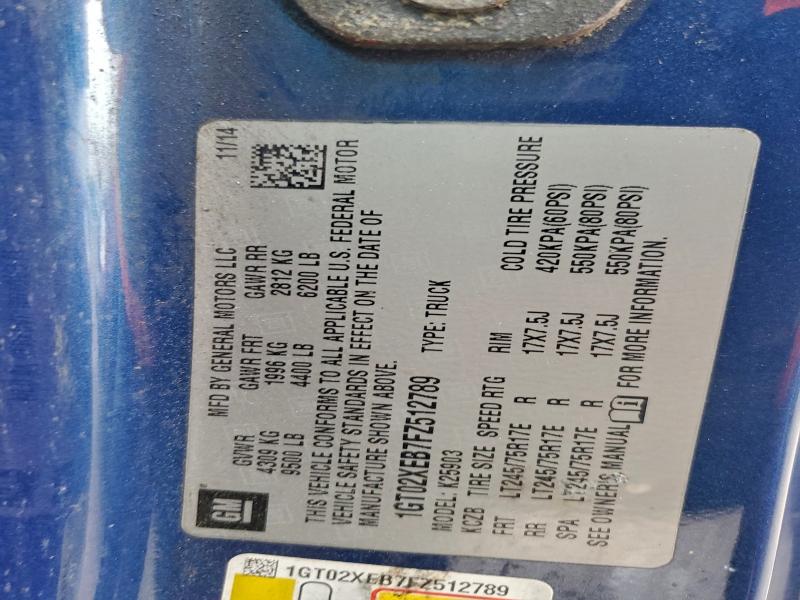 MFD BY GENERAL MOTORS LLC 11/14
GVWR GAWR FRT GAWR RR
4309 KG 1996 KG 2812 KG
9500 LB 4400 LB 6200 LB
GM
THIS VEHICLE CONFORMS TO ALL APPLICABLE U.S. FEDERAL MOTOR
VEHICLE SAFETY STANDARDS IN EFFECT ON THE DATE OF
MANUFACTURE SHOWN ABOVE.
1GT02XEB7FZ512789 TYPE: TRUCK
MODEL: K25903
KCZB TIRE SIZE SPEED RTG RIM COLD TIRE PRESSURE
FRT LT245/75R17E R 17X7.5J 420KPA(60PSI)
RR LT245/75R17E R 17X7.5J 550KPA(80PSI)
SPA LT245/75R17E R 17X7.5J 550KPA(80PSI)
SEE OWNER'S MANUAL FOR MORE INFORMATION.
1GT02XEB7FZ512789